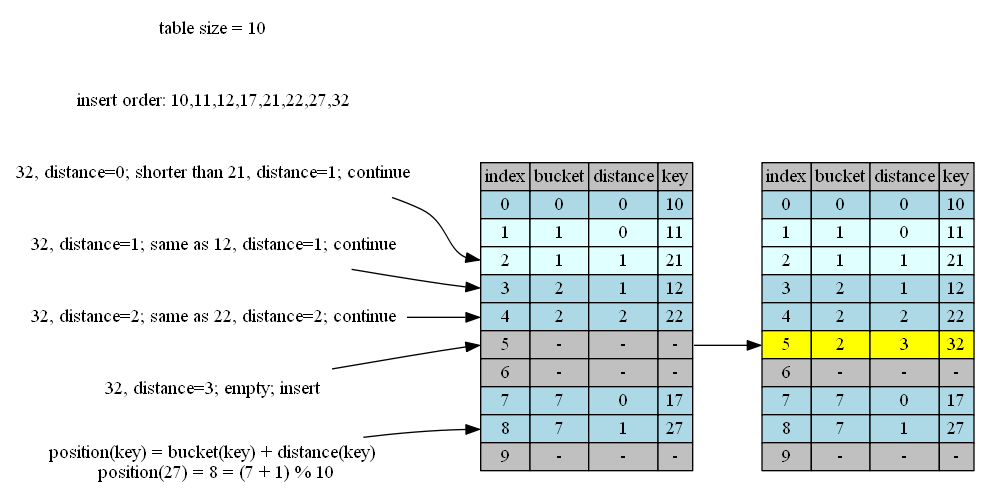 table size = 10
insert order: 10,11,12,17,21,22,27,32
32, distance=0; shorter than 21, distance=1; continue
32, distance=1; same as 12, distance=1; continue
32, distance=2; same as 22, distance=2; continue
32, distance=3; empty; insert
position(key) = bucket(key) + distance(key)
position(27) = 8 = (7 + 1) % 10
index bucket distance key
0 0 0 10
1 1 0 11
2 1 1 21
3 2 1 12
4 2 2 22
5 - - -
6 - - -
7 7 0 17
8 7 1 27
9 - - -
index bucket distance key
0 0 0 10
1 1 0 11
2 1 1 21
3 2 1 12
4 2 2 22
5 2 3 32
6 - - -
7 7 0 17
8 7 1 27
9 - - -